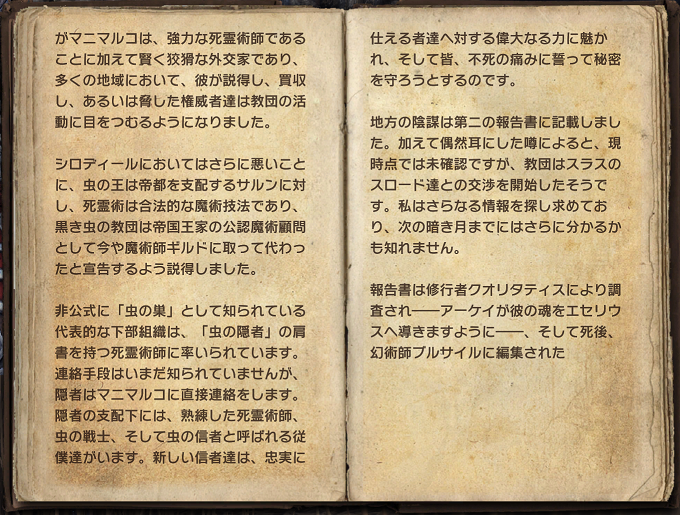 がマニマルコは、強力な死霊術師である
ことに加えて賢く狡猾な外交家であり、
多くの地域において、彼が説得し、買収
し、あるいは脅した権威者達は教団の活
動に目をつむるようになりました。
シロディールにおいてはさらに悪いこと
に、虫の王は帝都を支配するサルンに対
し、死霊術は合法的な魔術技法であり、
黒き虫の教団は帝国王家の公認魔術顧問
として今や魔術師ギルドに取って代わっ
たと宣告するよう説得しました。
非公式に「虫の巣」として知られている
代表的な下部組織は、「虫の隠者」の肩
書を持つ死霊術師に率いられています。
連絡手段はいまだ知られていませんが、
隠者はマニマルコに直接連絡をします。
隠者の支配下には、熟練した死霊術師、
虫の戦士、そして虫の信者と呼ばれる従
僕達がいます。新しい信者達は、忠実に
仕える者達へ対する偉大なる力に魅か
れ、そして皆、不死の痛みに誓って秘密
を守ろうとするのです。
地方の陰謀は第二の報告書に記載しまし
た。加えて偶然耳にした噂によると、現
時点では未確認ですが、教団はスラスの
スロード達との交渉を開始したそうで
す。私はさらなる情報を探し求めてお
り、次の暗き月までにはさらに分かるか
も知れません。
報告書は修行者クオリタティスにより調
査され――アーケイが彼の魂をエセリウ
スへ導きますように――、そして死後、
幻術師プルサイルに編集された